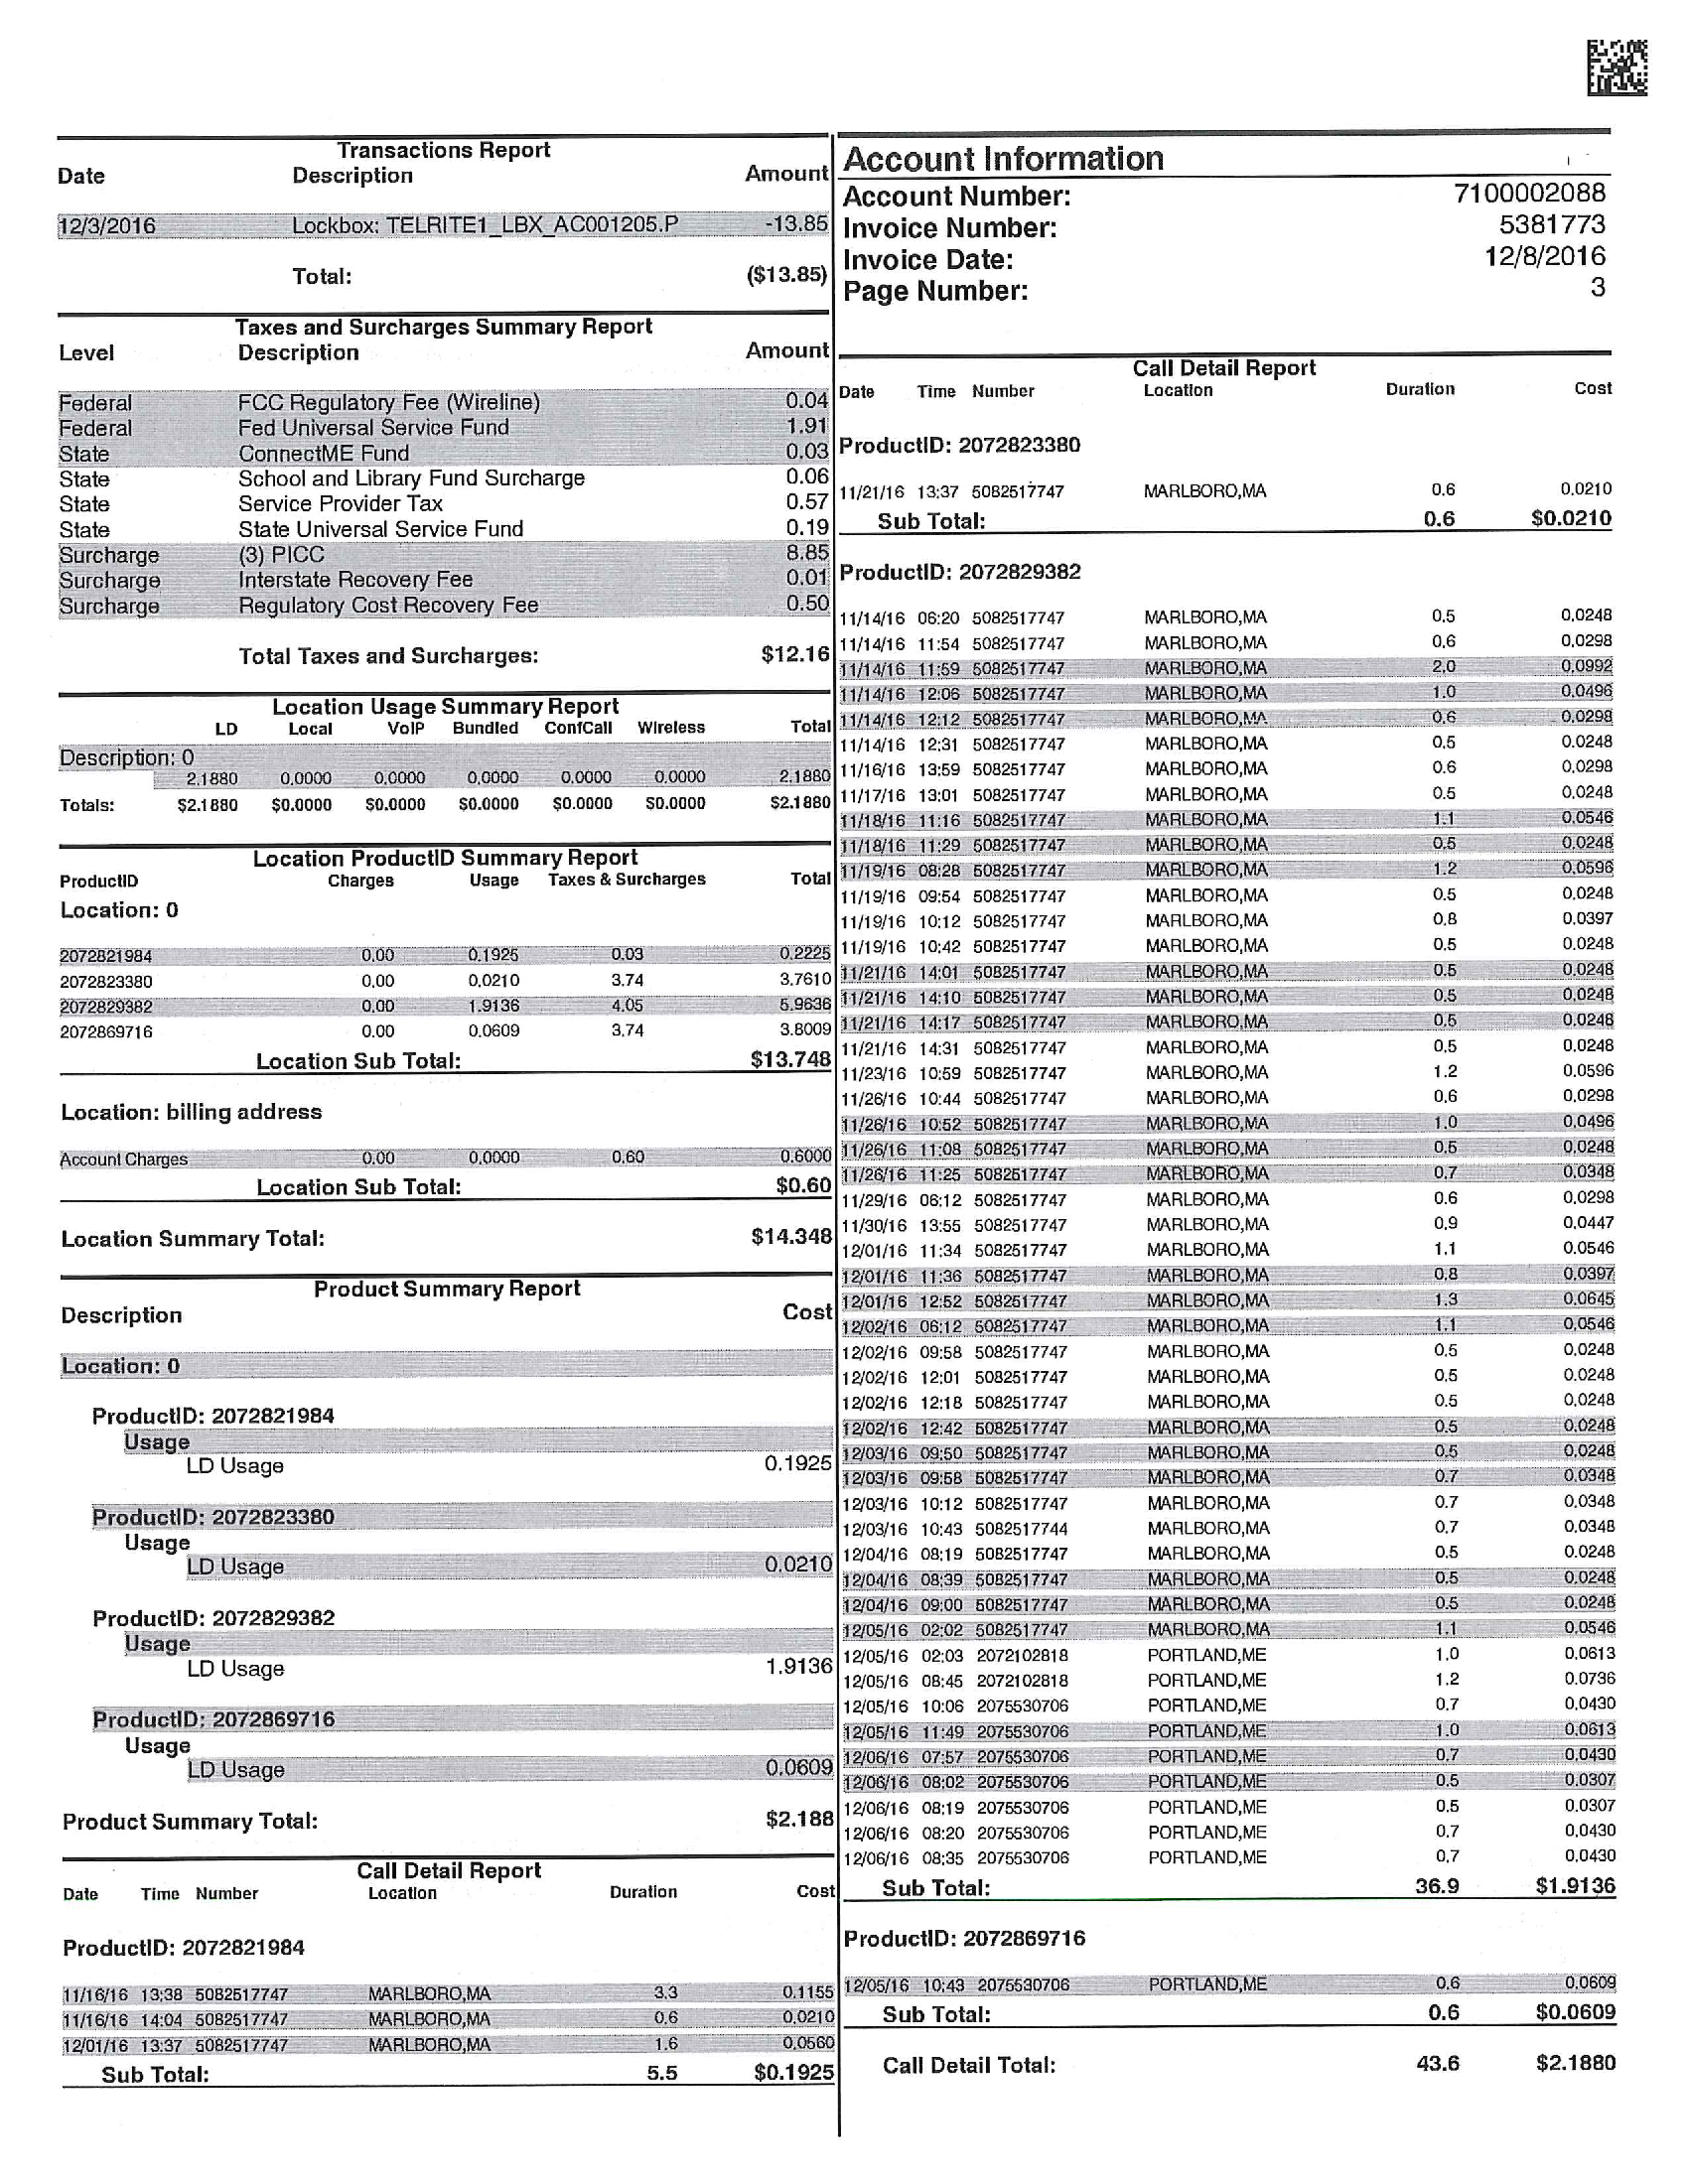 Transactions Report
Date Description Amount
12/3/2016 Lockbox: TELRITE1_LBX_AC001205.P -13.85
Total: ($13.85)
Taxes and Surcharges Summary Report
Level Description Amount
Federal FCC Regulatory Fee (Wireline) 0.04
Federal Fed Universal Service Fund 1.91
State ConnectME Fund 0.03
State School and Library Fund Surcharge 0.06
State Service Provider Tax 0.57
State State Universal Service Fund 0.19
Surcharge (3) PICC 8.85
Surcharge Interstate Recovery Fee 0.01
Surcharge Regulatory Cost Recovery Fee 0.50
Total Taxes and Surcharges: $12.16
Location Usage Summary Report
LD Local VoIP Bundled ConfCall Wireless Total
Description: 0
2.1880 0.0000 0.0000 0.0000 0.0000 0.0000 2.1880
Totals: $2.1880 $0.0000 $0.0000 $0.0000 $0.0000 $0.0000 $2.1880
Location ProductID Summary Report
ProductID Charges Usage Taxes & Surcharges Total
Location: 0
2072821984 0.00 0.1925 0.03 0.2225
2072823380 0.00 0.0210 3.74 3.7610
2072829382 0.00 1.9136 4.05 5.9636
2072869716 0.00 0.0609 3.74 3.8009
Location Sub Total: $13.748
Location: billing address
Account Charges 0.00 0.0000 0.60 0.6000
Location Sub Total: $0.60
Location Summary Total: $14.348
Product Summary Report
Description Cost
Location: 0
ProductID: 2072821984
Usage
LD Usage 0.1925
ProductID: 2072823380
Usage
LD Usage 0.0210
ProductID: 2072829382
Usage
LD Usage 1.9136
ProductID: 2072869716
Usage
LD Usage 0.0609
Product Summary Total: $2.188
Call Detail Report
Date Time Number Location Duration Cost
ProductID: 2072821984
11/16/16 13:38 5082517747 MARLBORO,MA 3.3 0.1155
11/16/16 14:04 5082517747 MARLBORO,MA 0.6 0.0210
12/01/16 13:37 5082517747 MARLBORO,MA 1.6 0.0560
Sub Total: 5.5 $0.1925
Account Information
Account Number: 7100002088
Invoice Number: 5381773
Invoice Date: 12/8/2016
Page Number: 3
Call Detail Report
Date Time Number Location Duration Cost
ProductID: 2072823380
11/21/16 13:37 5082517747 MARLBORO,MA 0.6 0.0210
Sub Total: 0.6 $0.0210
ProductID: 2072829382
11/14/16 06:20 5082517747 MARLBORO,MA 0.5 0.0248
11/14/16 11:54 5082517747 MARLBORO,MA 0.6 0.0298
11/14/16 11:59 5082517747 MARLBORO,MA 2.0 0.0992
11/14/16 12:06 5082517747 MARLBORO,MA 1.0 0.0496
11/14/16 12:12 5082517747 MARLBORO,MA 0.6 0.0298
11/14/16 12:31 5082517747 MARLBORO,MA 0.5 0.0248
11/16/16 13:59 5082517747 MARLBORO,MA 0.6 0.0298
11/17/16 13:01 5082517747 MARLBORO,MA 0.5 0.0248
11/18/16 11:16 5082517747 MARLBORO,MA 1.1 0.0546
11/18/16 11:29 5082517747 MARLBORO,MA 0.5 0.0248
11/19/16 08:28 5082517747 MARLBORO,MA 1.2 0.0596
11/19/16 09:54 5082517747 MARLBORO,MA 0.5 0.0248
11/19/16 10:12 5082517747 MARLBORO,MA 0.8 0.0397
11/19/16 10:42 5082517747 MARLBORO,MA 0.5 0.0248
11/21/16 14:01 5082517747 MARLBORO,MA 0.5 0.0248
11/21/16 14:10 5082517747 MARLBORO,MA 0.5 0.0248
11/21/16 14:17 5082517747 MARLBORO,MA 0.5 0.0248
11/21/16 14:31 5082517747 MARLBORO,MA 0.5 0.0248
11/23/16 10:59 5082517747 MARLBORO,MA 1.2 0.0596
11/26/16 10:44 5082517747 MARLBORO,MA 0.6 0.0298
11/26/16 10:52 5082517747 MARLBORO,MA 1.0 0.0496
11/26/16 11:08 5082517747 MARLBORO,MA 0.5 0.0248
11/26/16 11:25 5082517747 MARLBORO,MA 0.7 0.0348
11/29/16 06:12 5082517747 MARLBORO,MA 0.6 0.0298
11/30/16 13:55 5082517747 MARLBORO,MA 0.9 0.0447
12/01/16 11:34 5082517747 MARLBORO,MA 1.1 0.0546
12/01/16 11:36 5082517747 MARLBORO,MA 0.8 0.0397
12/01/16 12:52 5082517747 MARLBORO,MA 1.3 0.0645
12/02/16 06:12 5082517747 MARLBORO,MA 1.1 0.0546
12/02/16 09:58 5082517747 MARLBORO,MA 0.5 0.0248
12/02/16 12:01 5082517747 MARLBORO,MA 0.5 0.0248
12/02/16 12:18 5082517747 MARLBORO,MA 0.5 0.0248
12/02/16 12:42 5082517747 MARLBORO,MA 0.5 0.0248
12/03/16 09:50 5082517747 MARLBORO,MA 0.5 0.0248
12/03/16 09:58 5082517747 MARLBORO,MA 0.7 0.0348
12/03/16 10:12 5082517747 MARLBORO,MA 0.7 0.0348
12/03/16 10:43 5082517744 MARLBORO,MA 0.7 0.0348
12/04/16 08:19 5082517747 MARLBORO,MA 0.5 0.0248
12/04/16 08:39 5082517747 MARLBORO,MA 0.5 0.0248
12/04/16 09:00 5082517747 MARLBORO,MA 0.5 0.0248
12/05/16 02:02 5082517747 MARLBORO,MA 1.1 0.0546
12/05/16 02:03 2072102818 PORTLAND,ME 1.0 0.0613
12/05/16 08:45 2072102818 PORTLAND,ME 1.2 0.0736
12/05/16 10:06 2075530706 PORTLAND,ME 0.7 0.0430
12/05/16 11:49 2075530706 PORTLAND,ME 1.0 0.0613
12/06/16 07:57 2075530706 PORTLAND,ME 0.7 0.0430
12/06/16 08:02 2075530706 PORTLAND,ME 0.5 0.0307
12/06/16 08:19 2075530706 PORTLAND,ME 0.5 0.0307
12/06/16 08:20 2075530706 PORTLAND,ME 0.7 0.0430
12/06/16 08:35 2075530706 PORTLAND,ME 0.7 0.0430
Sub Total: 36.9 $1.9136
ProductID: 2072869716
12/05/16 10:43 2075530706 PORTLAND,ME 0.6 0.0609
Sub Total: 0.6 $0.0609
Call Detail Total: 43.6 $2.1880